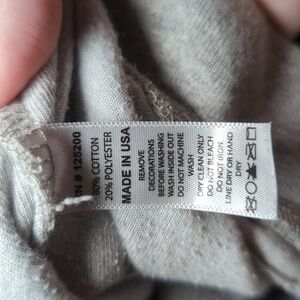 RN # 125200
80% COTTON
20% POLYESTER
MADE IN USA
REMOVE
DECORATIONS
BEFORE WASHING
WASH INSIDE OUT
DO NOT MACHINE
WASH
DRY CLEAN ONLY
DO NOT BLEACH
DO NOT IRON
LINE DRY OR HAND
DRY